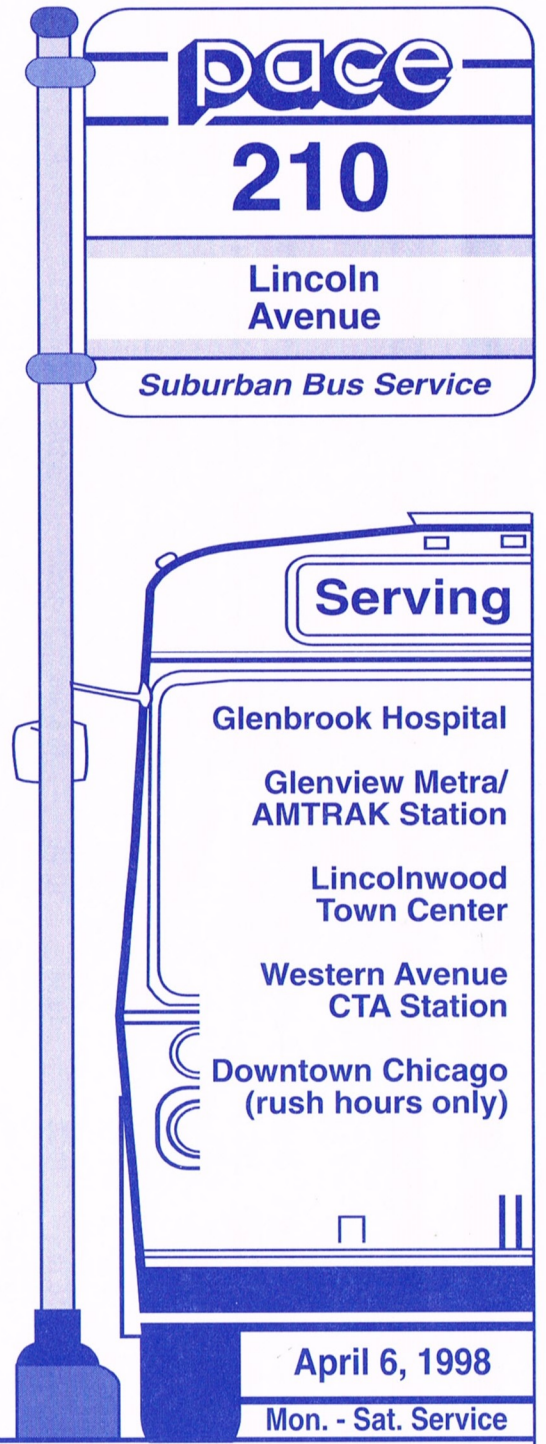 pace
210
Lincoln
Avenue
Suburban Bus Service
Serving
Glenbrook Hospital
Glenview Metra/
AMTRAK Station
Lincolnwood
Town Center
Western Avenue
CTA Station
Downtown Chicago
(rush hours only)
April 6, 1998
Mon. - Sat. Service